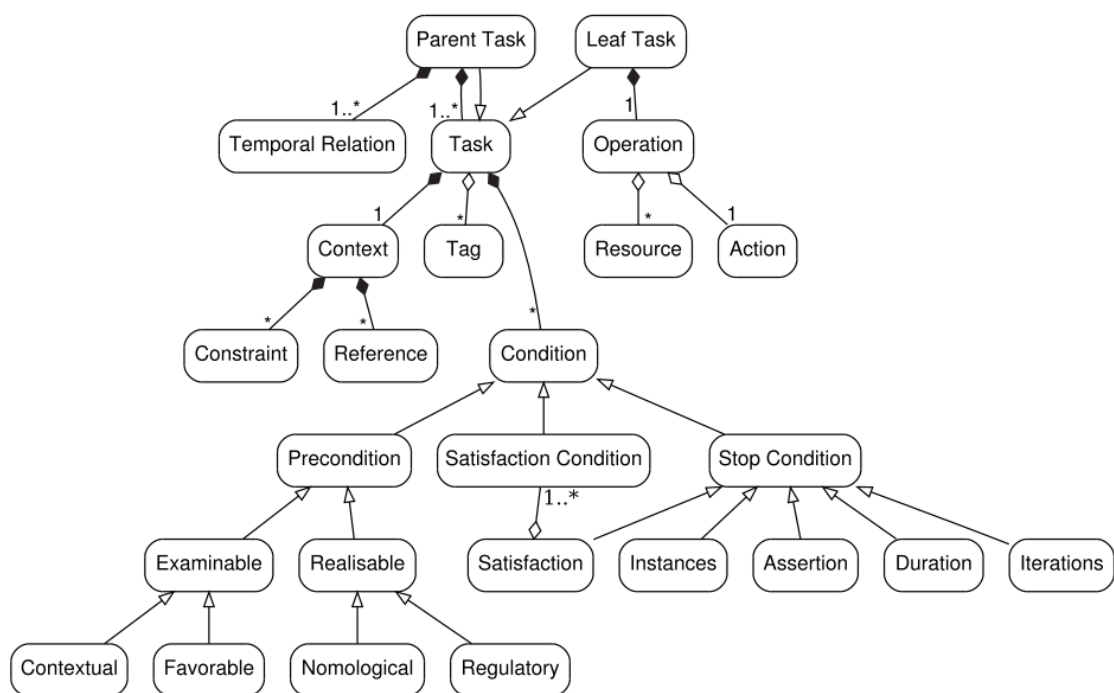 Parent Task
Leaf Task
1..*
1..*
1
Temporal Relation
Task
Operation
1
*
*
1
Context
Tag
Resource
Action
*
*
*
Constraint
Reference
Condition
Precondition
Satisfaction Condition
Stop Condition
1..*
Examinable
Realisable
Satisfaction
Instances
Assertion
Duration
Iterations
Contextual
Favorable
Nomological
Regulatory